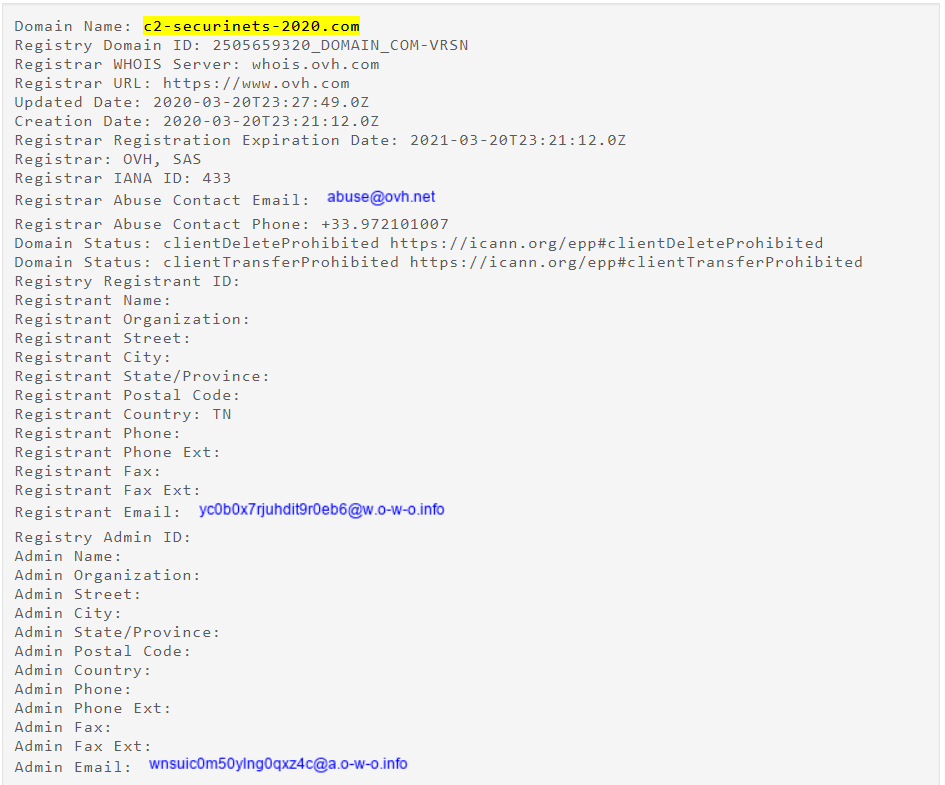 Domain Name: c2-securinets-2020.com
Registry Domain ID: 2505659320_DOMAIN_COM-VRSN
Registrar WHOIS Server: whois.ovh.com
Registrar URL: https://www.ovh.com
Updated Date: 2020-03-20T23:27:49.0Z
Creation Date: 2020-03-20T23:21:12.0Z
Registrar Registration Expiration Date: 2021-03-20T23:21:12.0Z
Registrar: OVH, SAS
Registrar IANA ID: 433
Registrar Abuse Contact Email: abuse@ovh.net
Registrar Abuse Contact Phone: +33.972101007
Domain Status: clientDeleteProhibited https://icann.org/epp#clientDeleteProhibited
Domain Status: clientTransferProhibited https://icann.org/epp#clientTransferProhibited
Registry Registrant ID:
Registrant Name:
Registrant Organization:
Registrant Street:
Registrant City:
Registrant State/Province:
Registrant Postal Code:
Registrant Country: TN
Registrant Phone:
Registrant Phone Ext:
Registrant Fax:
Registrant Fax Ext:
Registrant Email: yc0b0x7rjuhdit9r0eb6@w.o-w-o.info
Registry Admin ID:
Admin Name:
Admin Organization:
Admin Street:
Admin City:
Admin State/Province:
Admin Postal Code:
Admin Country:
Admin Phone:
Admin Phone Ext:
Admin Fax:
Admin Fax Ext:
Admin Email: wnsuic0m50ylng0qxz4c@a.o-w-o.info